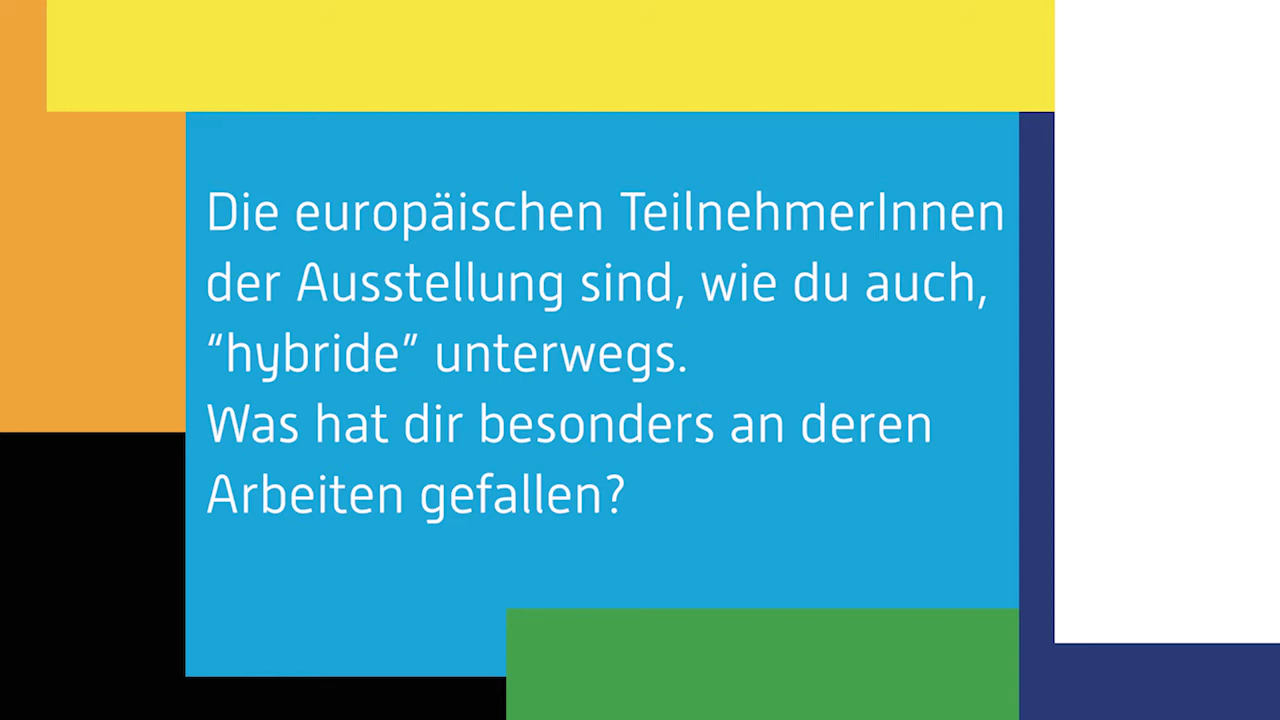 Die europäischen TeilnehmerInnen
der Ausstellung sind, wie du auch,
“hybride” unterwegs.
Was hat dir besonders an deren
Arbeiten gefallen?